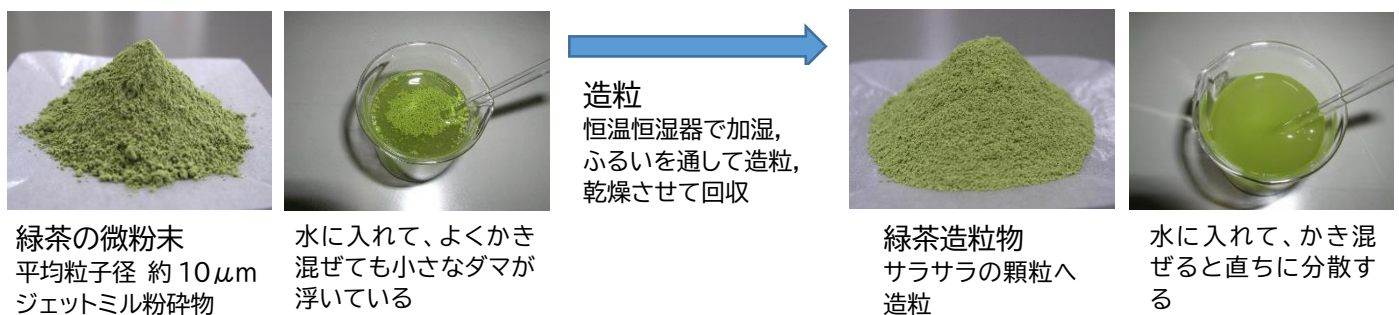 造粒
恒温恒湿器で加湿,
ふるいを通して造粒,
乾燥させて回収
緑茶の微粉末
平均粒子径 約10μm
ジェットミル粉砕物
水に入れて、よくかき
混ぜても小さなダマが
浮いている
緑茶造粒物
サラサラの顆粒へ
造粒
水に入れて、かき混
ぜると直ちに分散す
る